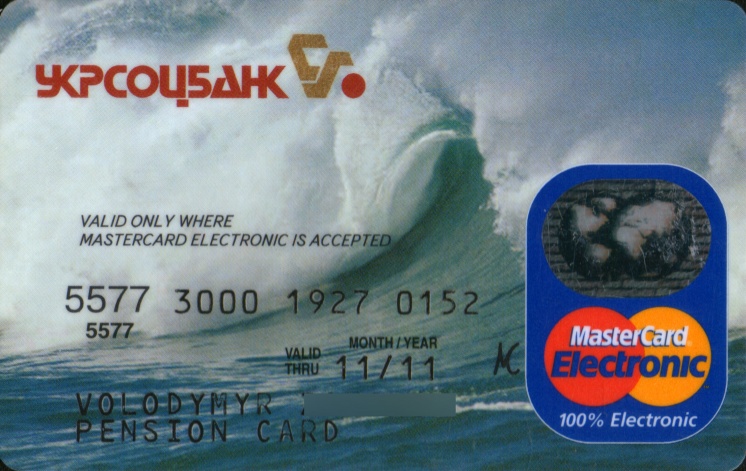 УКРСОЦБАНК
VALID ONLY WHERE
MASTERCARD ELECTRONIC IS ACCEPTED
5577 3000 1927 0152
5577
MONTH/YEAR
VALID THRU 11/11
VOLODYMYR
PENSION CARD
MasterCard
Electronic
100% Electronic